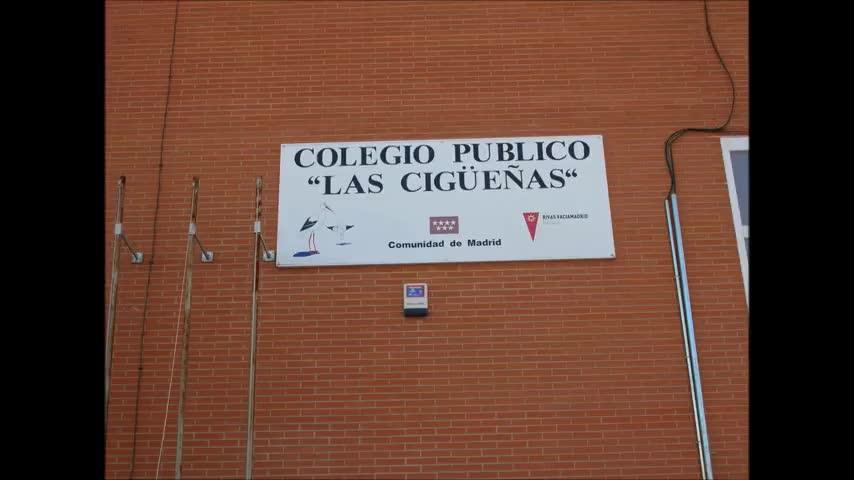 COLEGIO PUBLICO
“LAS CIGÜEÑAS“
RIVAS VACIAMADRID
Comunidad de Madrid